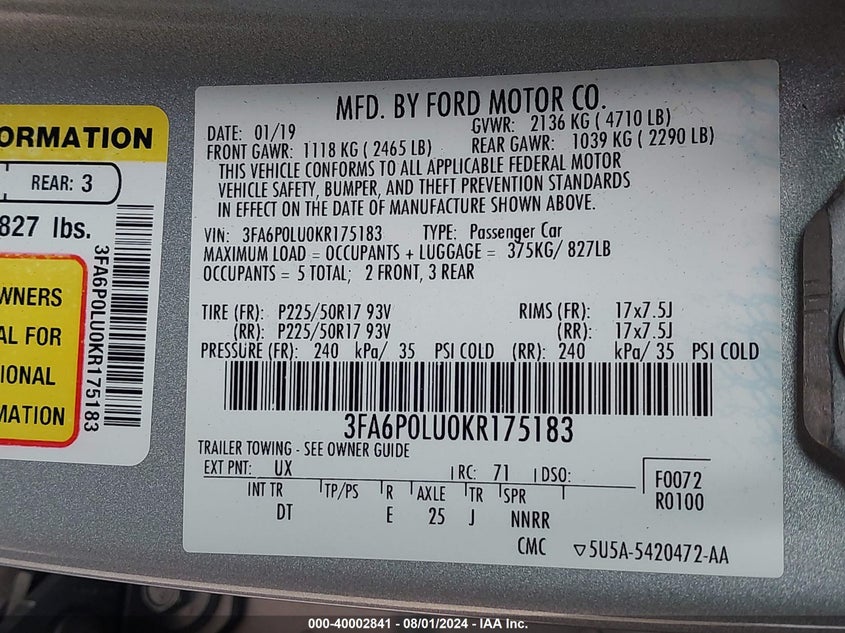 ORMATION
REAR: 3
827 lbs.
3FA6P0LU0KR175183
WNERS
AL FOR
IONAL
MATION
MFD. BY FORD MOTOR CO.
DATE: 01/19 GVWR: 2136 KG ( 4710 LB)
FRONT GAWR: 1118 KG ( 2465 LB) REAR GAWR: 1039 KG ( 2290 LB)
THIS VEHICLE CONFORMS TO ALL APPLICABLE FEDERAL MOTOR
VEHICLE SAFETY, BUMPER, AND THEFT PREVENTION STANDARDS
IN EFFECT ON THE DATE OF MANUFACTURE SHOWN ABOVE.
VIN: 3FA6P0LU0KR175183 TYPE: Passenger Car
MAXIMUM LOAD = OCCUPANTS + LUGGAGE = 375KG/ 827LB
OCCUPANTS = 5 TOTAL; 2 FRONT, 3 REAR
TIRE (FR): P225/50R17 93V RIMS (FR): 17x7.5J
(RR): P225/50R17 93V (RR): 17x7.5J
PRESSURE (FR): 240 kPa/ 35 PSI COLD (RR): 240 kPa/ 35 PSI COLD
3FA6P0LU0KR175183
TRAILER TOWING - SEE OWNER GUIDE
EXT PNT: UX RC: 71 DSO: F0072
INT TR TP/PS R AXLE TR SPR R0100
DT E 25 J NNRR
CMC ▽5U5A-5420472-AA
000-40002841 - 08/01/2024 - IAA Inc.